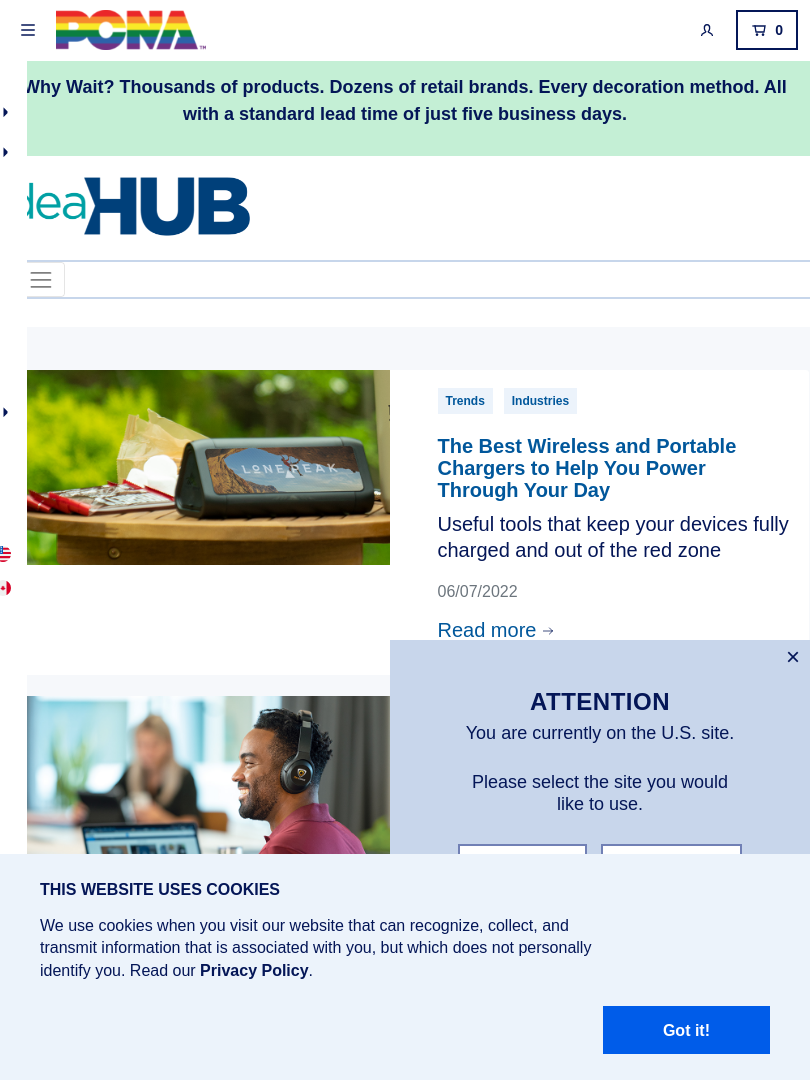 PCNA™
0
Why Wait? Thousands of products. Dozens of retail brands. Every decoration method. All
with a standard lead time of just five business days.
deaHUB
Trends
Industries
LONE PEAK
The Best Wireless and Portable
Chargers to Help You Power
Through Your Day
Useful tools that keep your devices fully
charged and out of the red zone
06/07/2022
Read more
ATTENTION
You are currently on the U.S. site.
Please select the site you would
like to use.
THIS WEBSITE USES COOKIES
We use cookies when you visit our website that can recognize, collect, and
transmit information that is associated with you, but which does not personally
identify you. Read our Privacy Policy.
Got it!